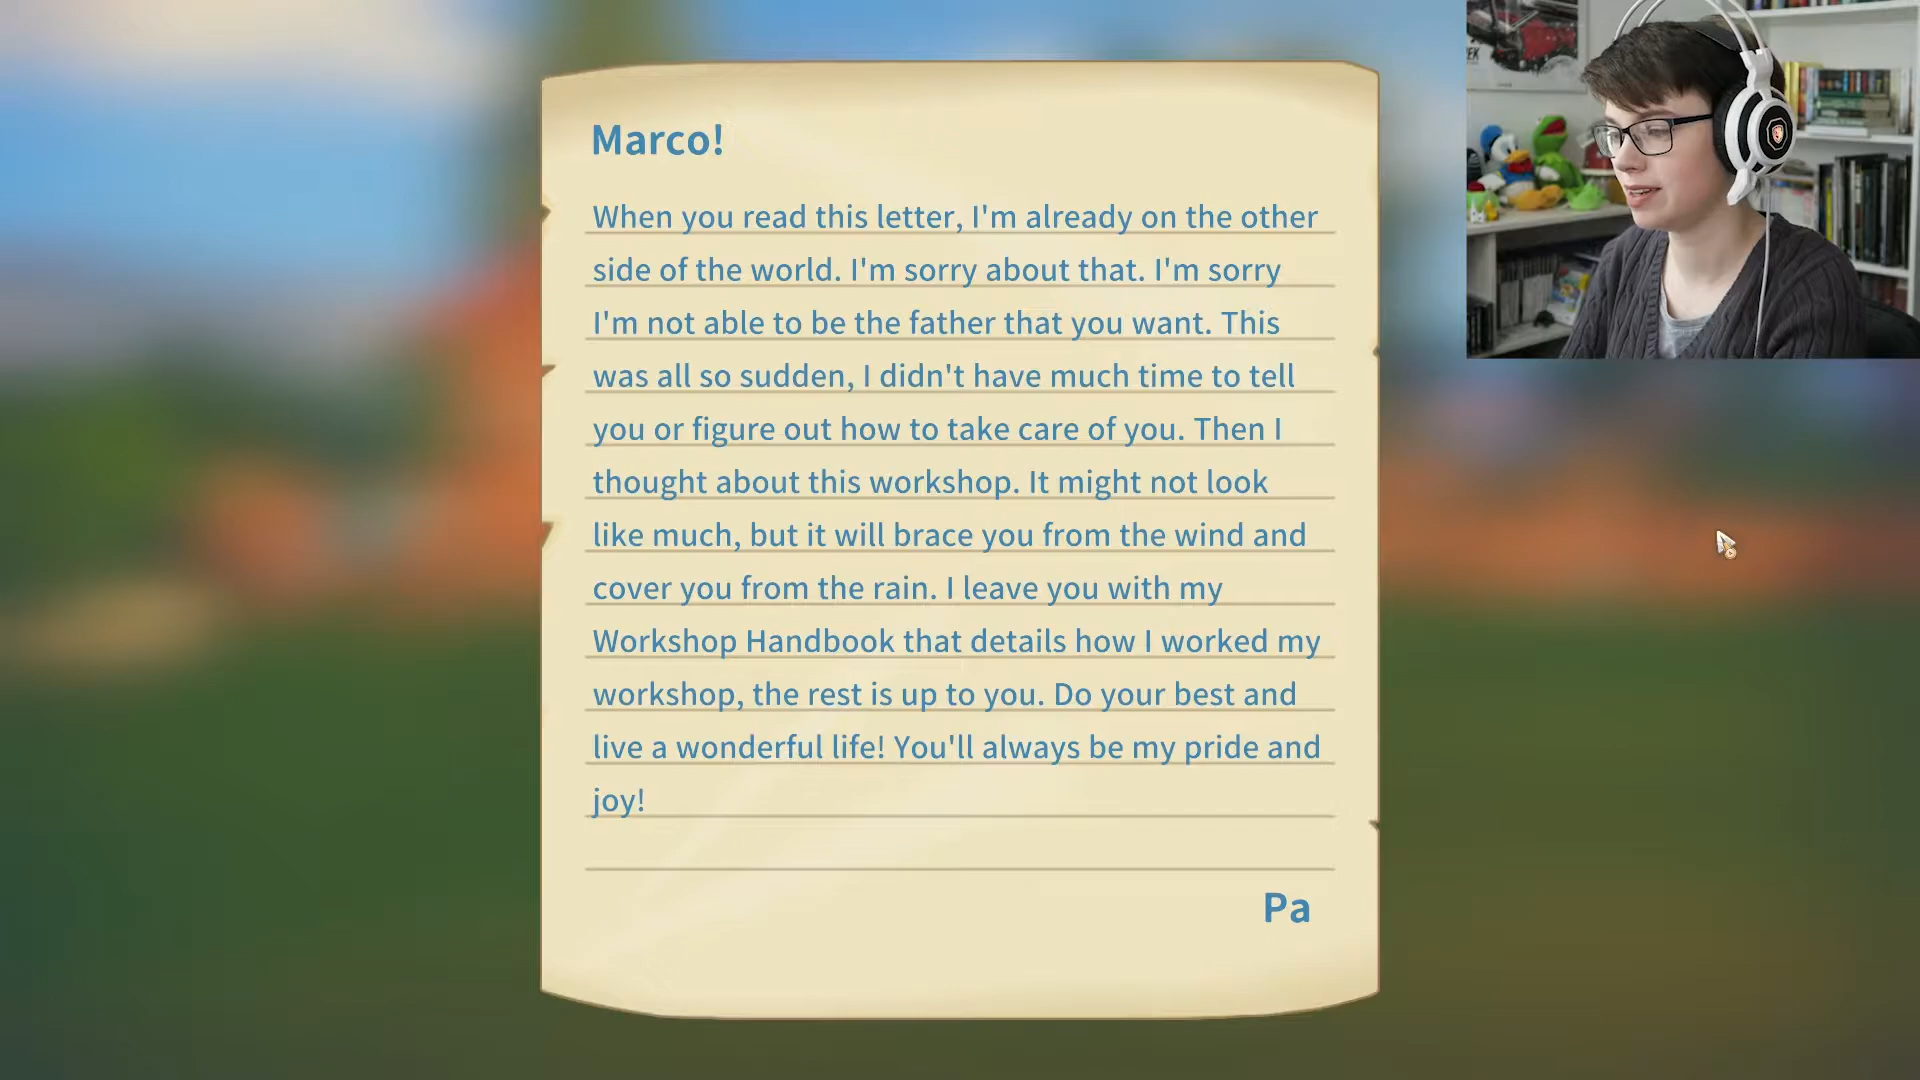 Marco!
When you read this letter, I'm already on the other
side of the world. I'm sorry about that. I'm sorry
I'm not able to be the father that you want. This
was all so sudden, I didn't have much time to tell
you or figure out how to take care of you. Then I
thought about this workshop. It might not look
like much, but it will brace you from the wind and
cover you from the rain. I leave you with my
Workshop Handbook that details how I worked my
workshop, the rest is up to you. Do your best and
live a wonderful life! You'll always be my pride and
joy!
Pa